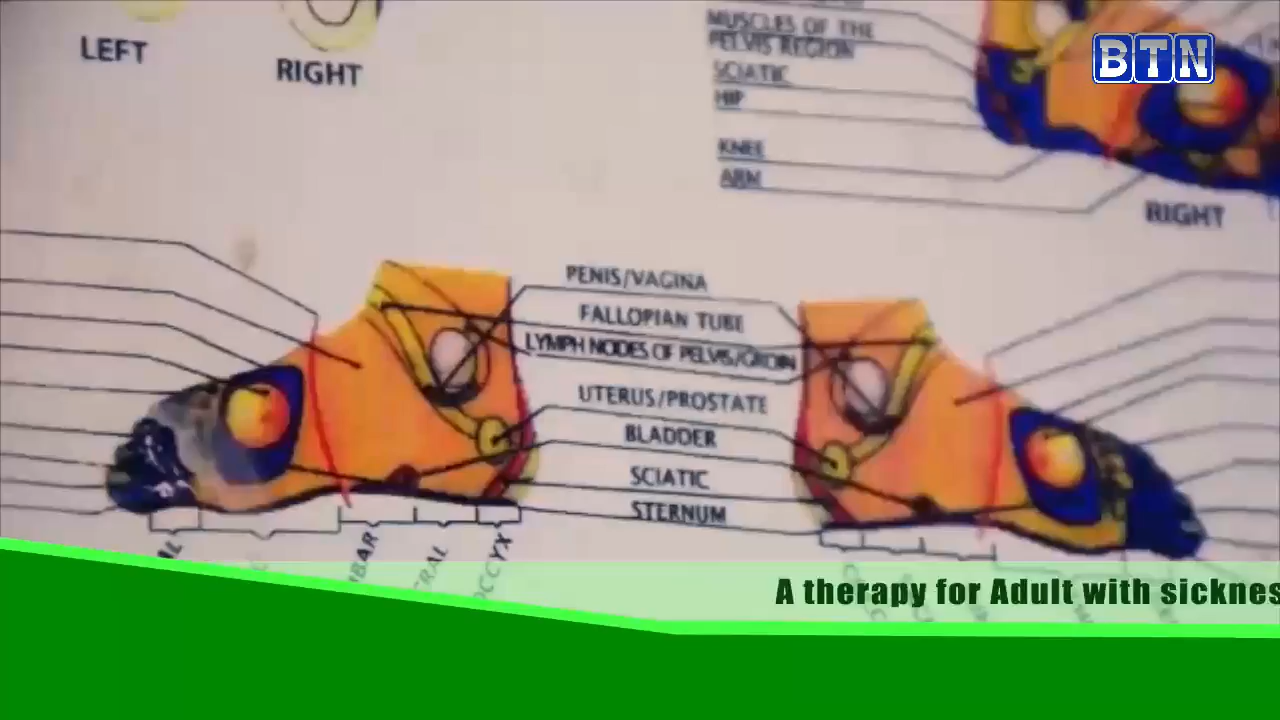 LEFT
RIGHT
MUSCLES OF THE
PELVIS REGION
SCIATIC
HIP
KNEE
ARM
BTN
RIGHT
PENIS/VAGINA
FALLOPIAN TUBE
LYMPH NODES OF PELVIS/GROIN
UTERUS/PROSTATE
BLADDER
SCIATIC
STERNUM
A therapy for Adult with sicknes